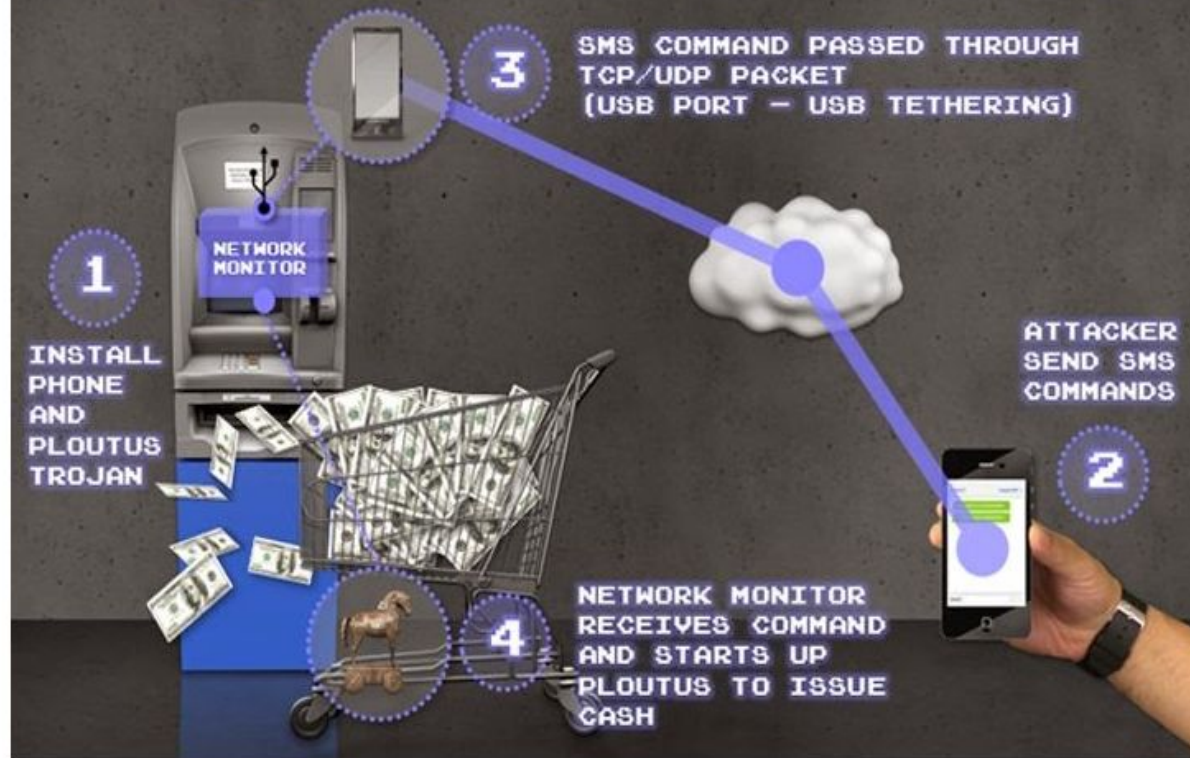 3
SMS COMMAND PASSED THROUGH
TCP/UDP PACKET
(USB PORT – USB TETHERING)
NETWORK
MONITOR
1
INSTALL
PHONE
AND
PLOUTUS
TROJAN
ATTACKER
SEND SMS
COMMANDS
2
4
NETWORK MONITOR
RECEIVES COMMAND
AND STARTS UP
PLOUTUS TO ISSUE
CASH